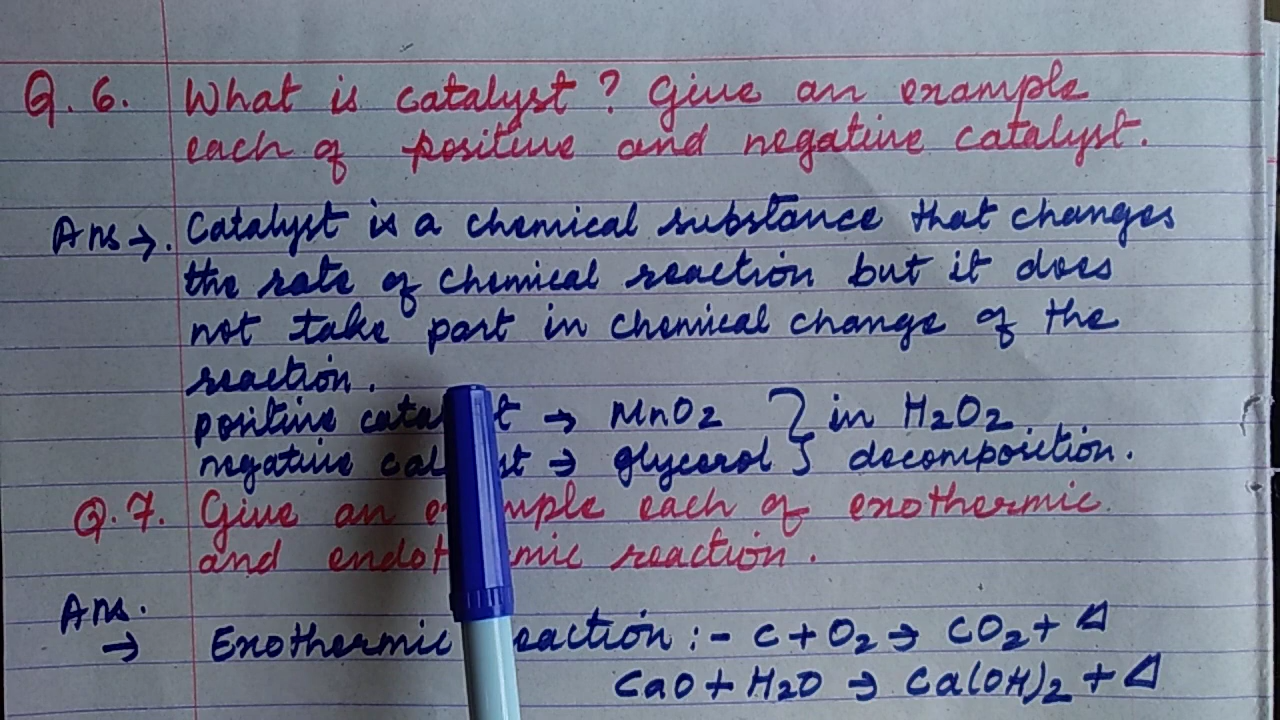 Q. 6. What is catalyst ? Give an example
each of positive and negative catalyst.
Ans →. Catalyst is a chemical substance that changes
the rate of chemical reaction but it does
not take part in chemical change of the
reaction.
positive → MnO2 } in H2O2.
negative → glycerol } decomposition.
Q. 7. Give an each of exothermic
and reaction.
Ans.
→ Exothermic :- C + O2 → CO2 + Δ
CaO + H2O → Ca(OH)2 + Δ